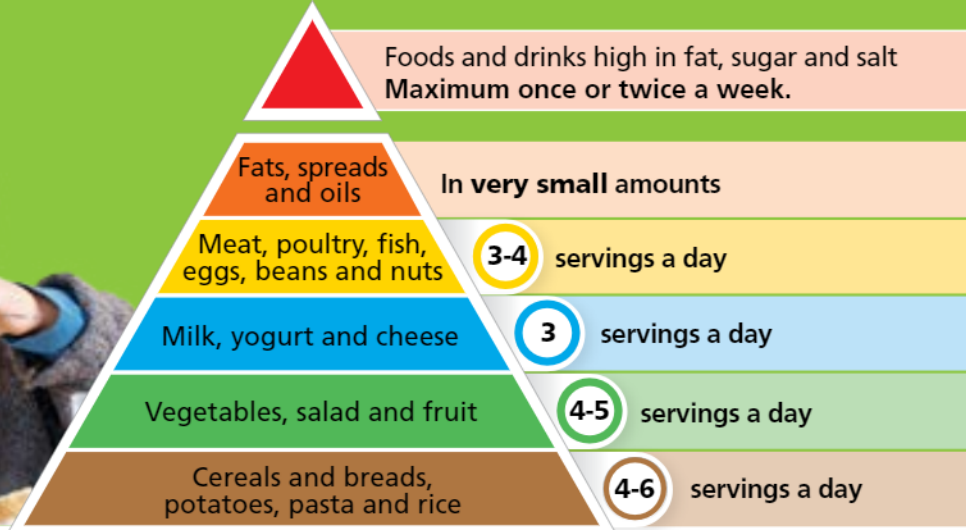 Foods and drinks high in fat, sugar and salt
Maximum once or twice a week.
Fats, spreads
and oils
In very small amounts
Meat, poultry, fish,
eggs, beans and nuts
3-4 servings a day
Milk, yogurt and cheese
3 servings a day
Vegetables, salad and fruit
4-5 servings a day
Cereals and breads,
potatoes, pasta and rice
4-6 servings a day